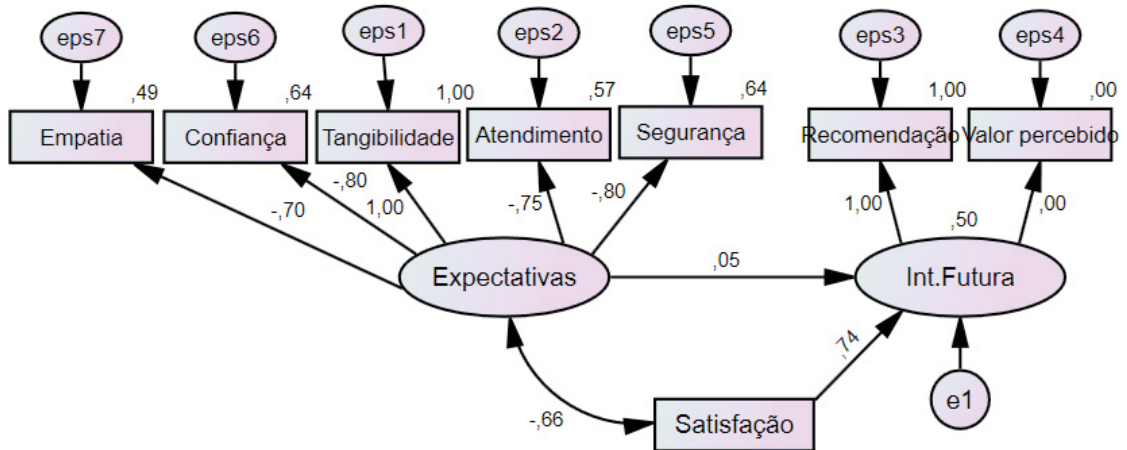 eps7
eps6
eps1
eps2
eps5
eps3
eps4
,49
,64
1,00
,57
,64
1,00
,00
Empatia
Confiança
Tangibilidade
Atendimento
Segurança
Recomendação
Valor percebido
-,70
-,80
1,00
-,75
-,80
1,00
,00
,50
Expectativas
,05
Int.Futura
,74
-,66
Satisfação
e1